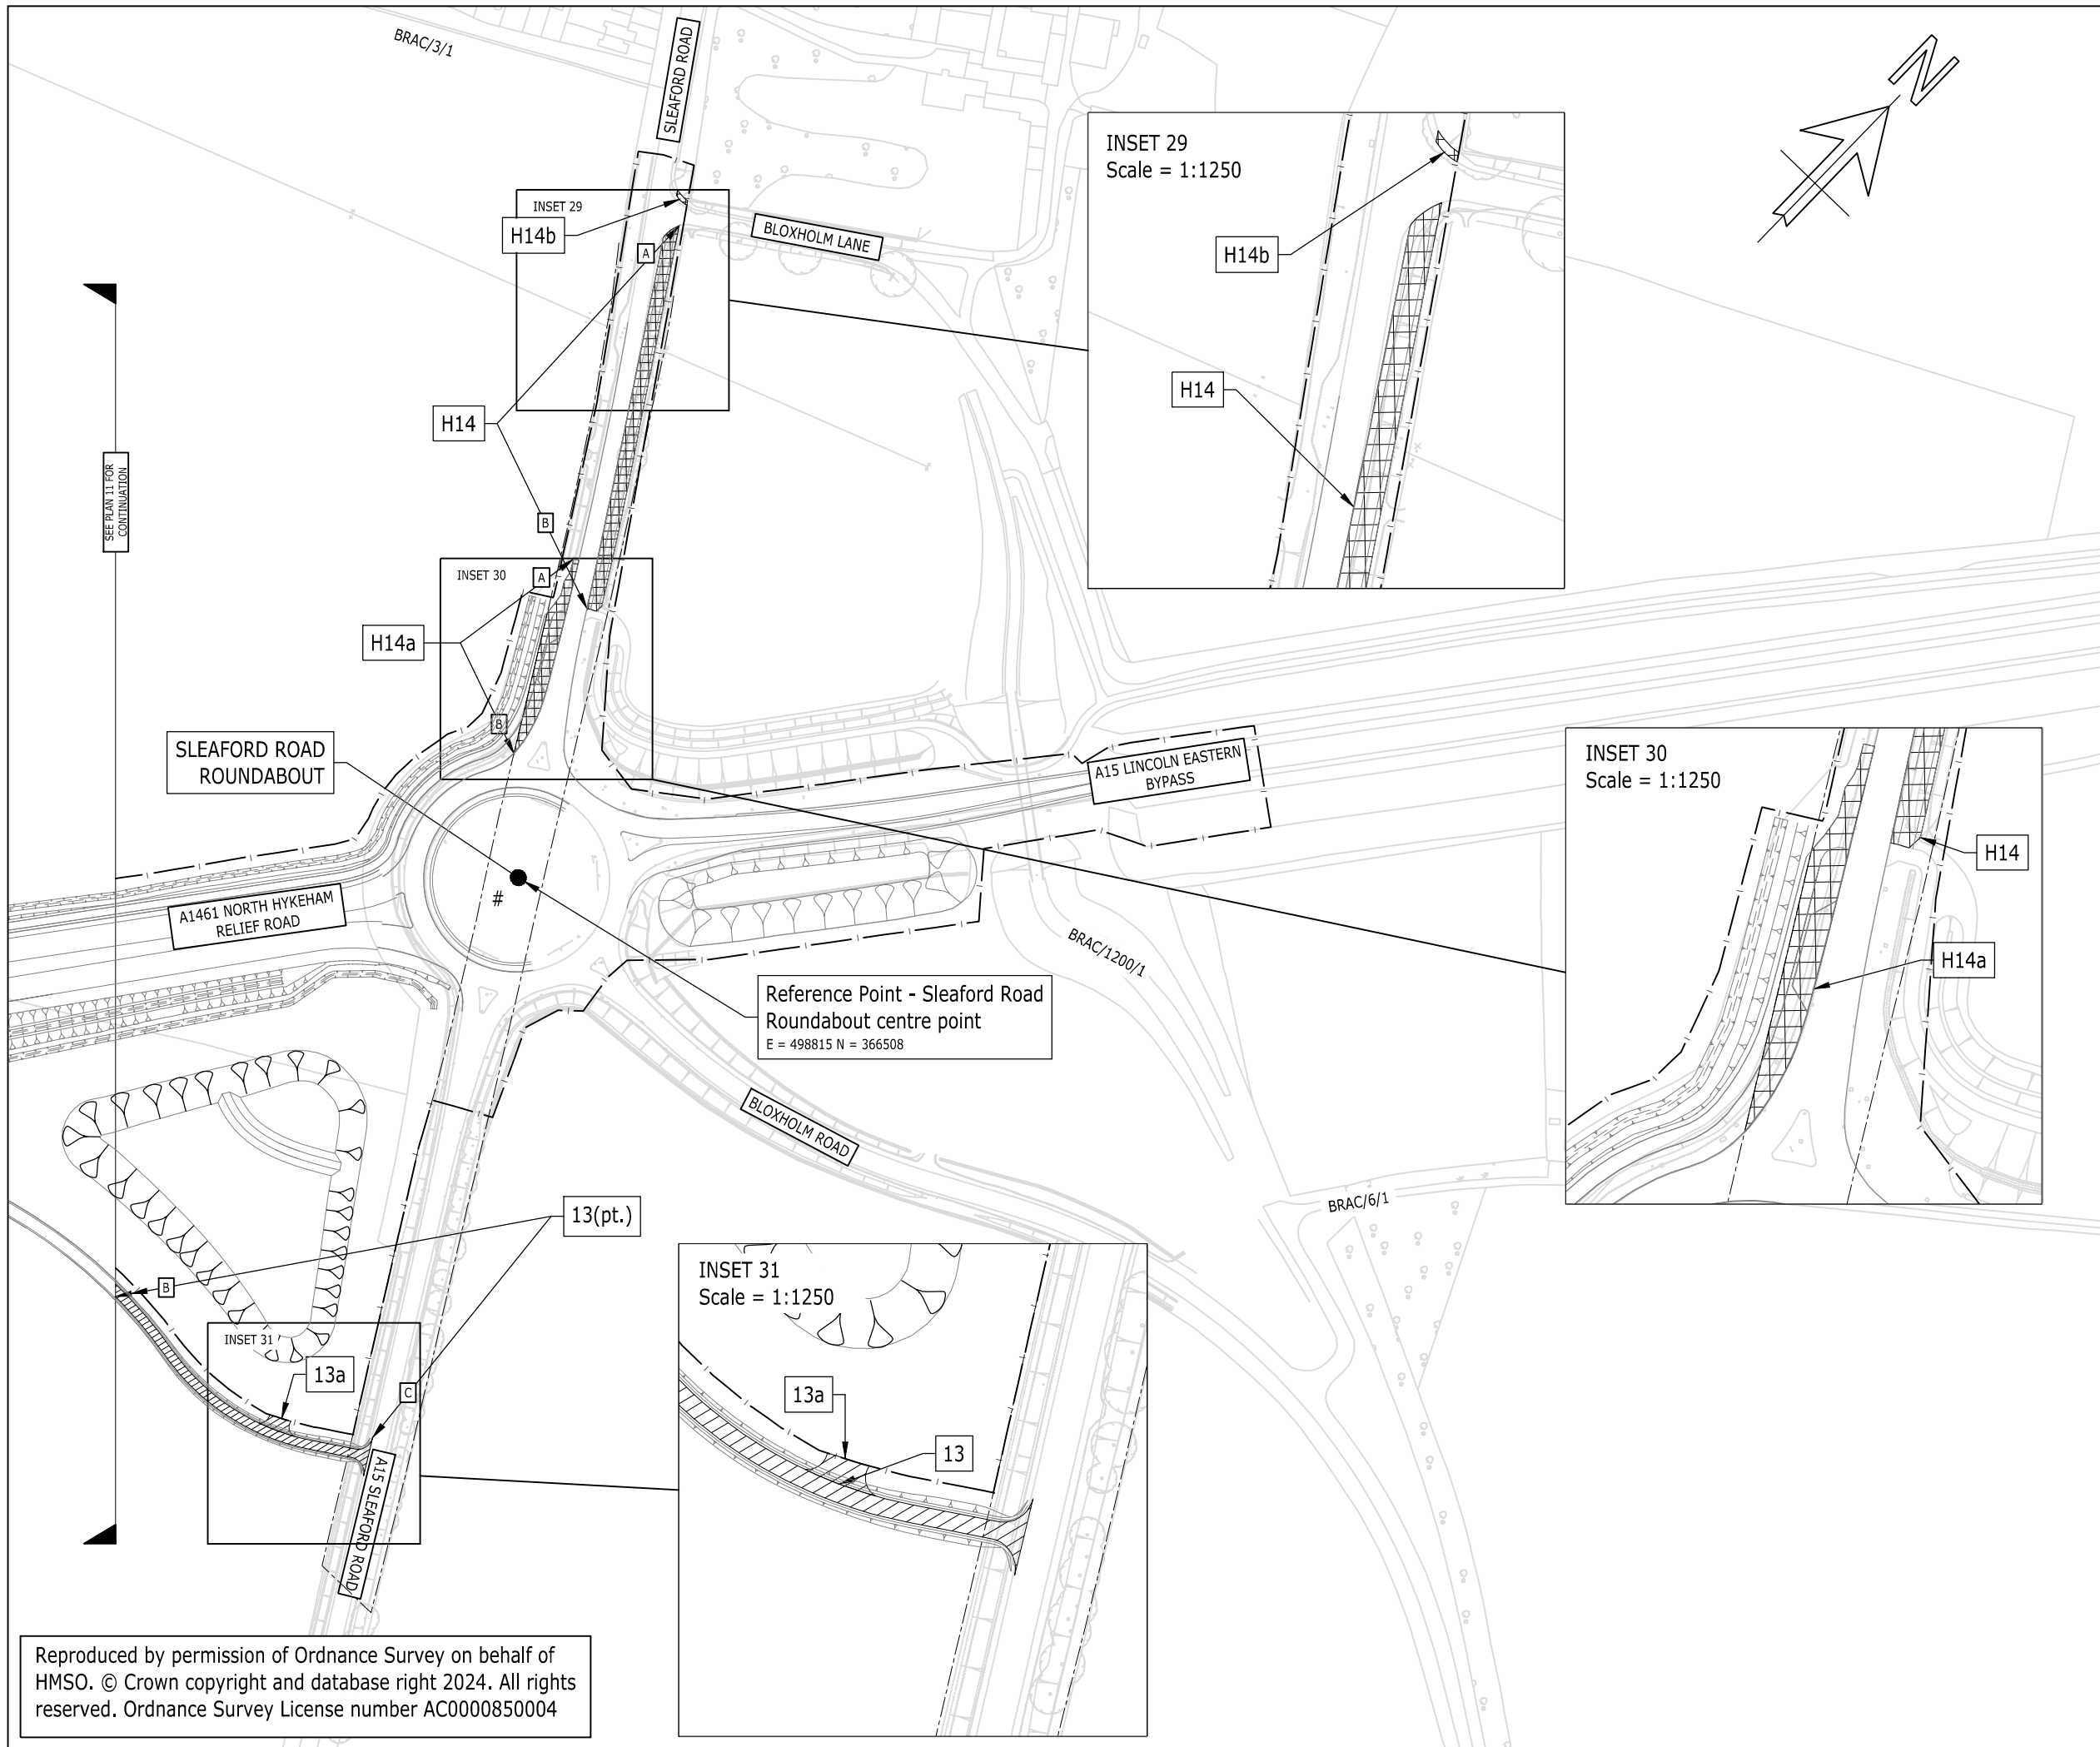 BRAC/3/1
SLEAFORD ROAD
N
INSET 29
H14b
A
BLOXHOLM LANE
INSET 29
Scale = 1:1250
H14b
H14
H14
B
SEE PLAN 11 FOR
CONTINUATION
INSET 30
A
H14a
B
SLEAFORD ROAD
ROUNDABOUT
A15 LINCOLN EASTERN
BYPASS
INSET 30
Scale = 1:1250
H14
H14a
#
A1461 NORTH HYKEHAM
RELIEF ROAD
BRAC/1200/1
Reference Point - Sleaford Road
Roundabout centre point
E = 498815 N = 366508
BLOXHOLM ROAD
BRAC/6/1
13(pt.)
B
INSET 31
13a
C
A15 SLEAFORD ROAD
INSET 31
Scale = 1:1250
13a
13
Reproduced by permission of Ordnance Survey on behalf of
HMSO. © Crown copyright and database right 2024. All rights
reserved. Ordnance Survey License number AC0000850004